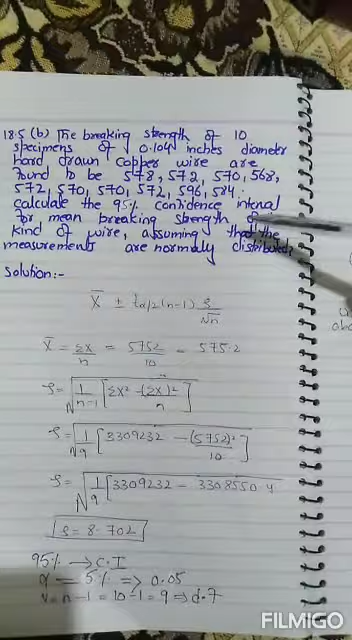 18.5 (b) The breaking strength of 10
specimens of 0.104 inches diameter
hard drawn copper wire are
found to be 578, 572, 570, 568,
572, 570, 570, 572, 596, 584.
Calculate the 95% confidence interval
for mean breaking strength of
kind of wire, assuming that the
measurements are normaly distributed.
Solution:-
X̄ ± tα/2(n-1) s/√n
X̄ = ΣX/n = 5752/10 = 575.2
s = √1/n-1 [ΣX² - (ΣX)²/n]
s = √1/9 [3309232 - (5752)²/10]
s = √1/9 [3309232 - 3308550.4
s = 8.702
95% → C.I
α = 5% => 0.05
v = n-1 = 10-1 = 9 => d.f
FILMIGO